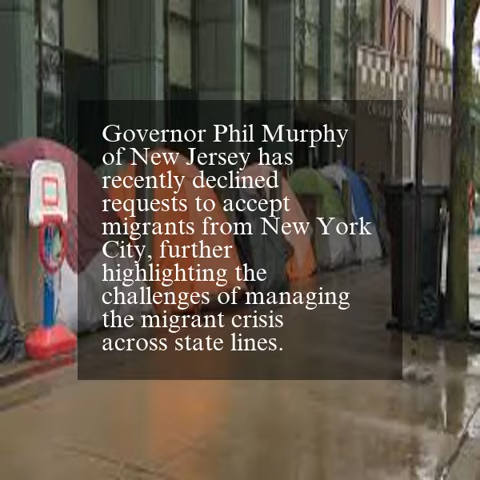 Governor Phil Murphy
of New Jersey has
recently declined
requests to accept
migrants from New York
City, further
highlighting the
challenges of managing
the migrant crisis
across state lines.